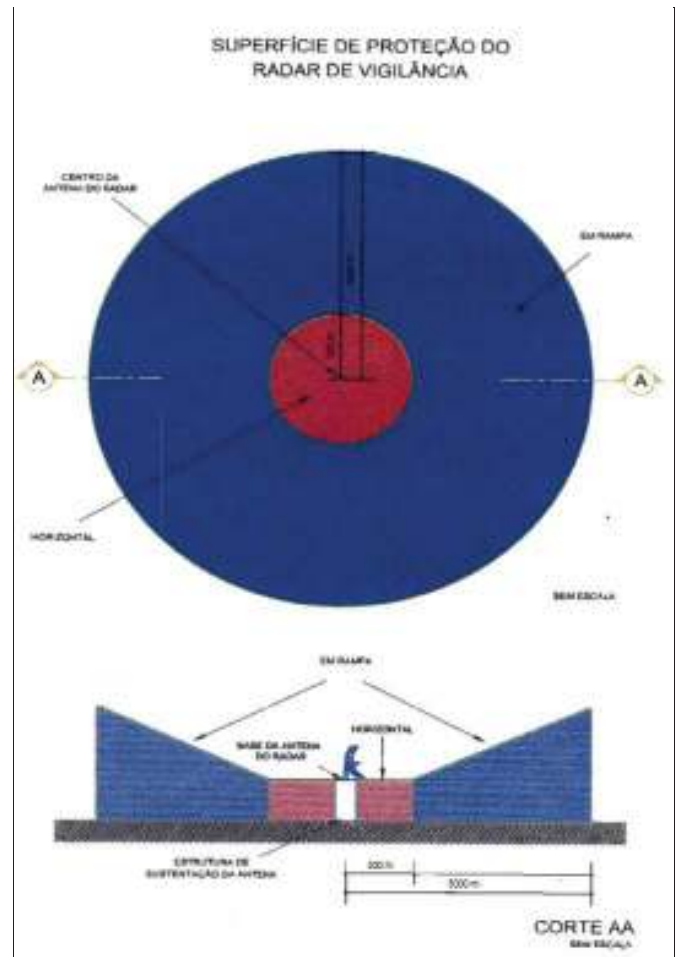 SUPERFÍCIE DE PROTEÇÃO DO
RADAR DE VIGILÂNCIA
CENTRO DA
ANTENA DO RADAR
EM RAMPA
A
A
HORIZONTAL
SEM ESCALA
EM RAMPA
BASE DA ANTENA
DO RADAR
HORIZONTAL
ESTRUTURA DE
SUSTENTAÇÃO DA ANTENA
5000 m
CORTE AA
SEM ESCALA